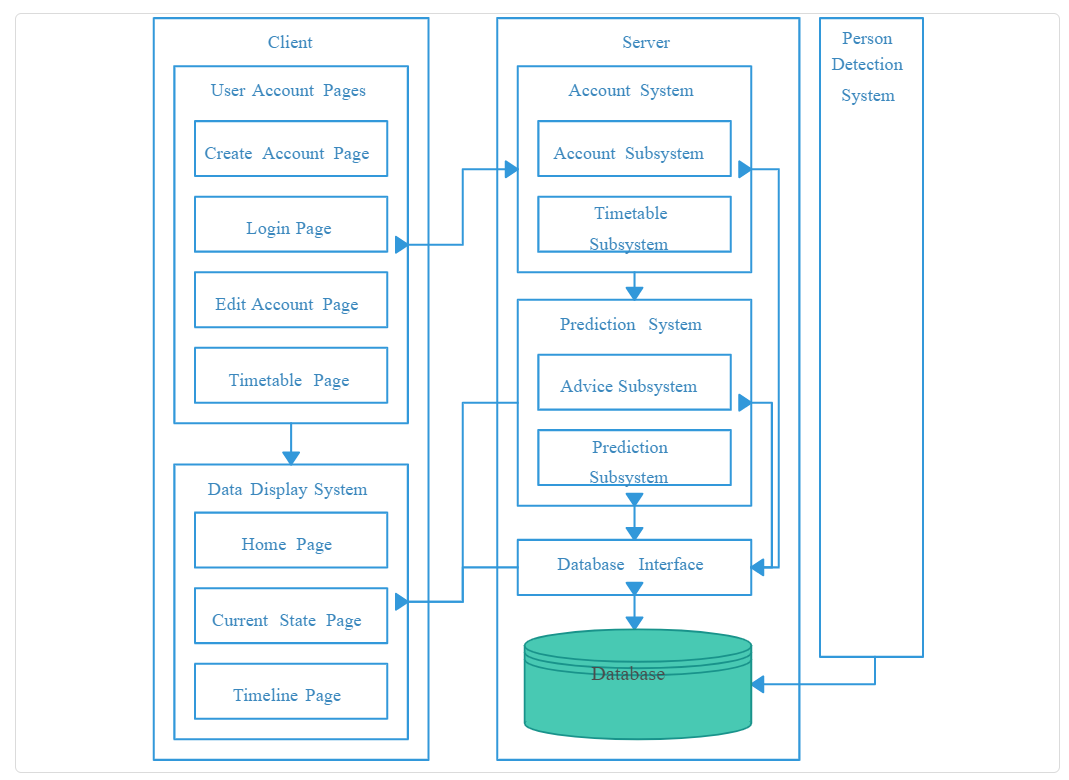 Client
User Account Pages
Create Account Page
Login Page
Edit Account Page
Timetable Page
Data Display System
Home Page
Current State Page
Timeline Page
Server
Account System
Account Subsystem
Timetable
Subsystem
Prediction System
Advice Subsystem
Prediction
Subsystem
Database Interface
Database
Person
Detection
System